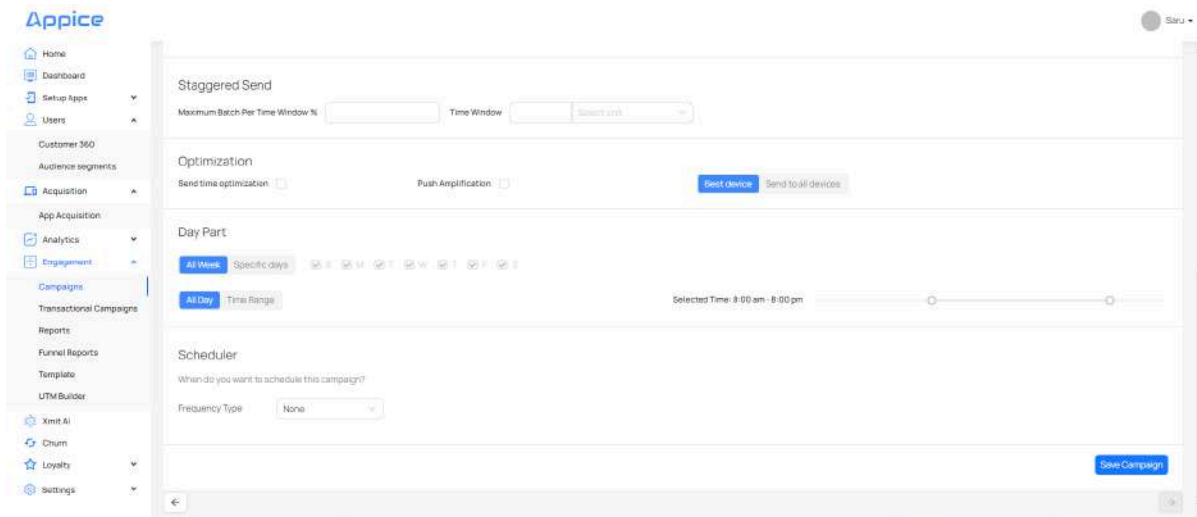 Appice
Saru
Home
Dashboard
Setup Apps
Users
Customer 360
Audience segments
Acquisition
App Acquisition
Analytics
Engagement
Campaigns
Transactional Campaigns
Reports
Funnel Reports
Template
UTM Builder
Xmit Ai
Churn
Loyalty
Settings
Staggered Send
Maximum Batch Per Time Window % Time Window Select unit
Optimization
Send time optimization Push Amplification Best device Send to all devices
Day Part
All Week Specific days S M T W T F S
All Day Time Range Selected Time: 8:00 am - 8:00 pm
Scheduler
When do you want to schedule this campaign?
Frequency Type None
Save Campaign